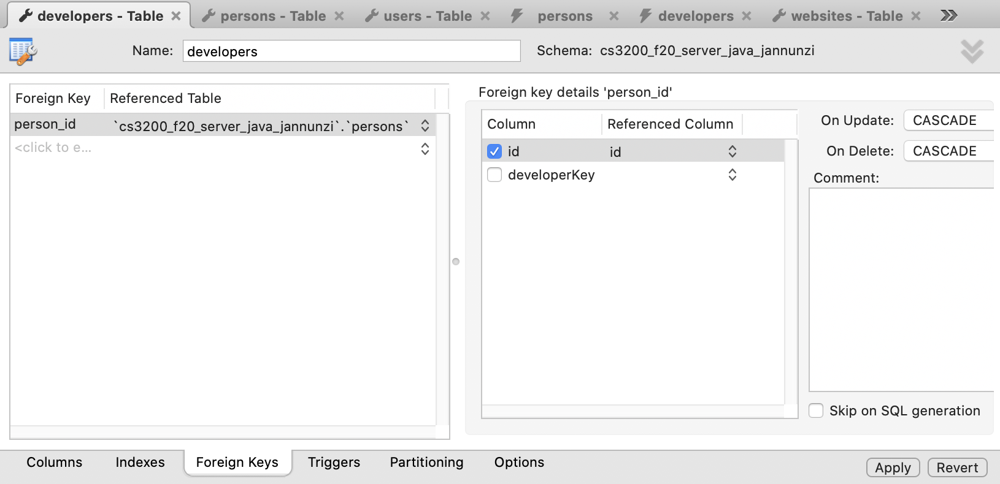 developers - Table persons - Table users - Table persons developers websites - Table
Name: developers Schema: cs3200_f20_server_java_jannunzi
Foreign Key Referenced Table
person_id `cs3200_f20_server_java_jannunzi`.`persons`
<click to e...
Foreign key details 'person_id'
Column Referenced Column
id id
developerKey
On Update: CASCADE
On Delete: CASCADE
Comment:
Skip on SQL generation
Columns Indexes Foreign Keys Triggers Partitioning Options
Apply Revert